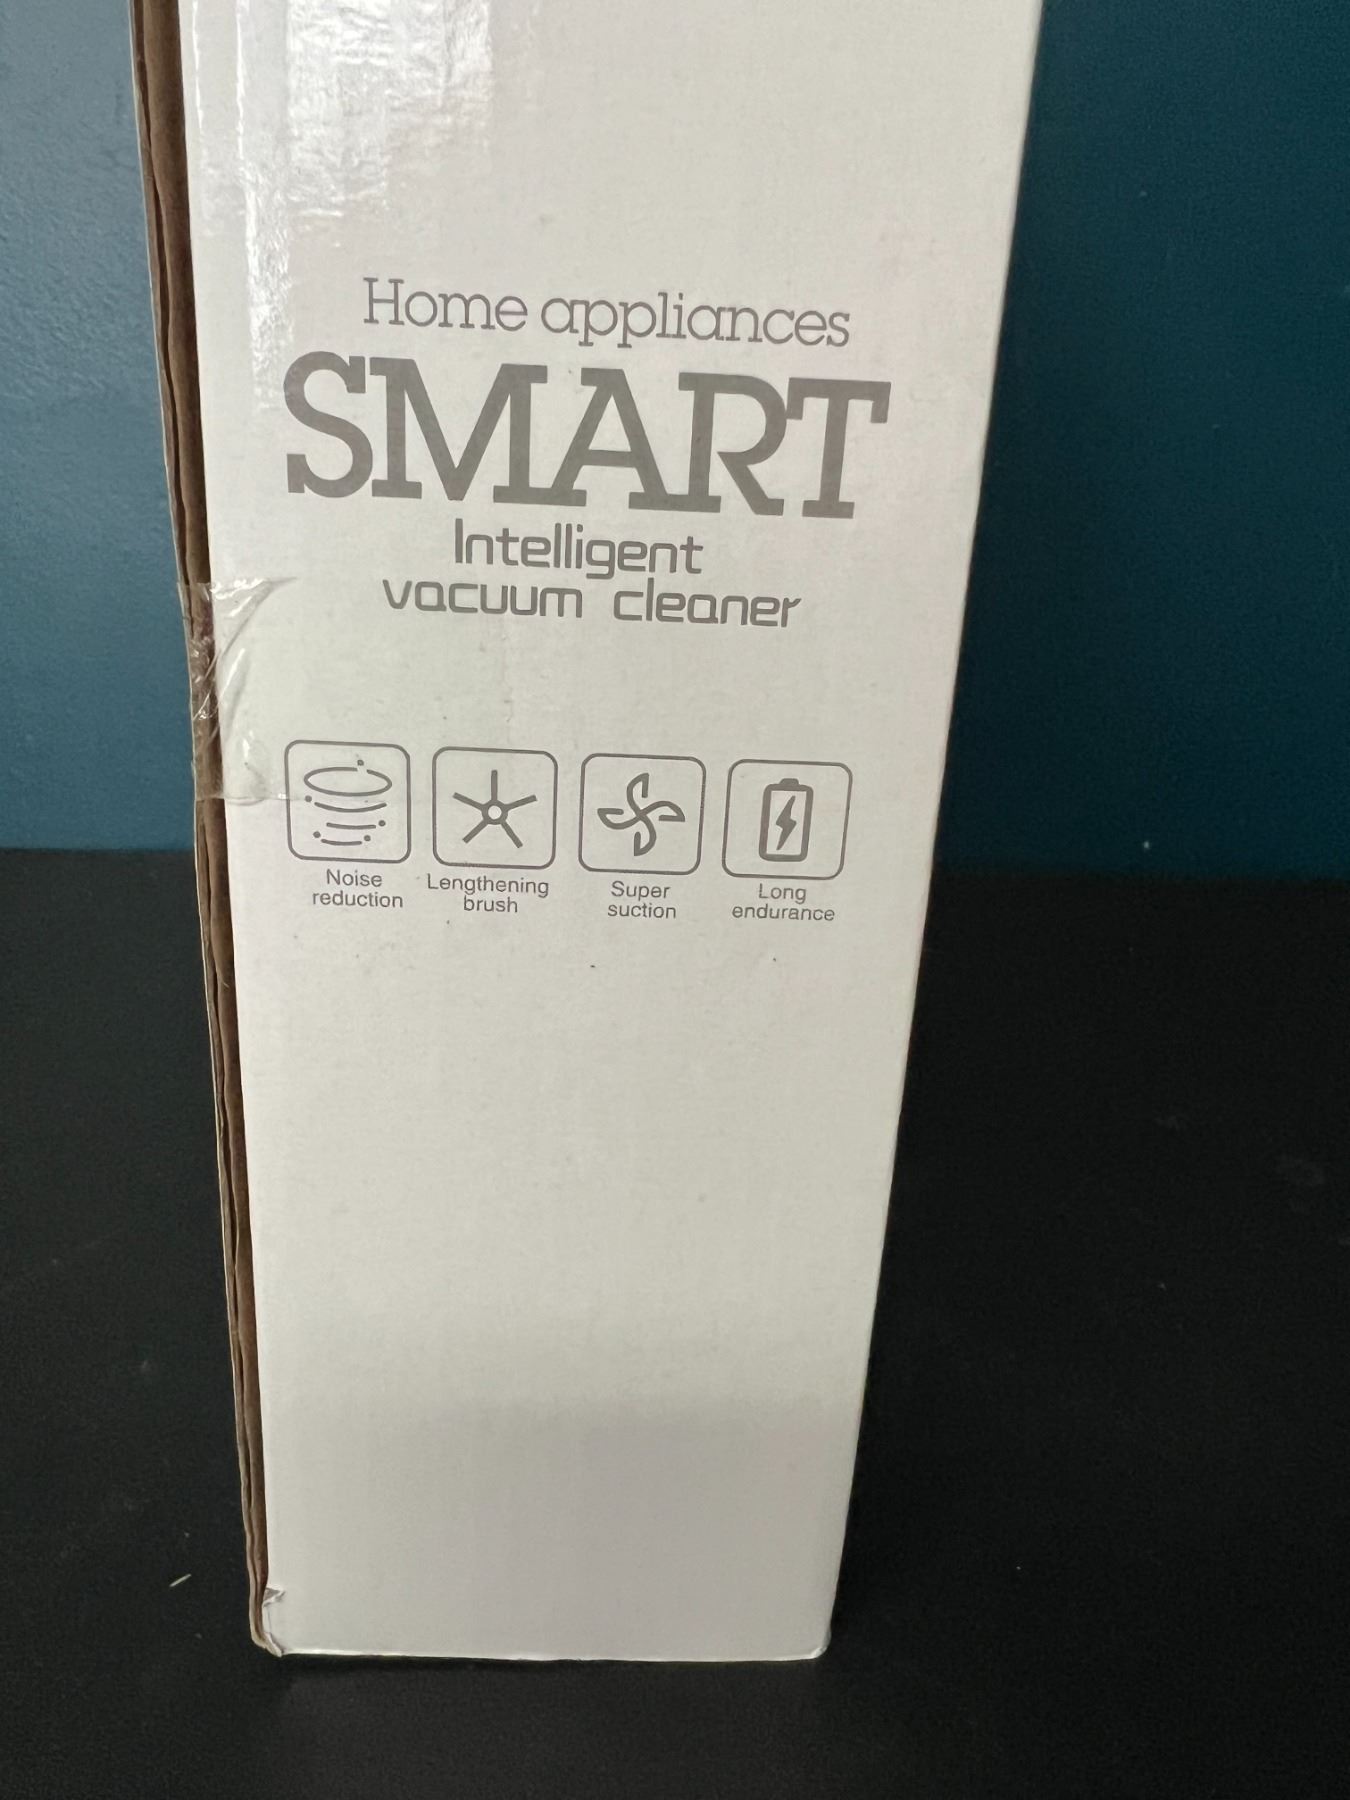 Home appliances
SMART
Intelligent
vacuum cleaner
Noise
reduction
Lengthening
brush
Super
suction
Long
endurance